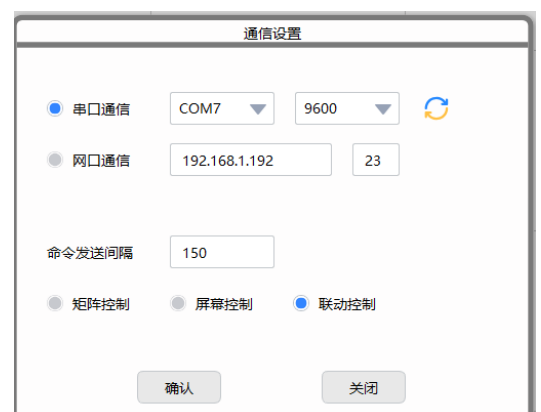 通信设置
串口通信 COM7 9600
网口通信 192.168.1.192 23
命令发送间隔 150
矩阵控制 屏幕控制 联动控制
确认 关闭